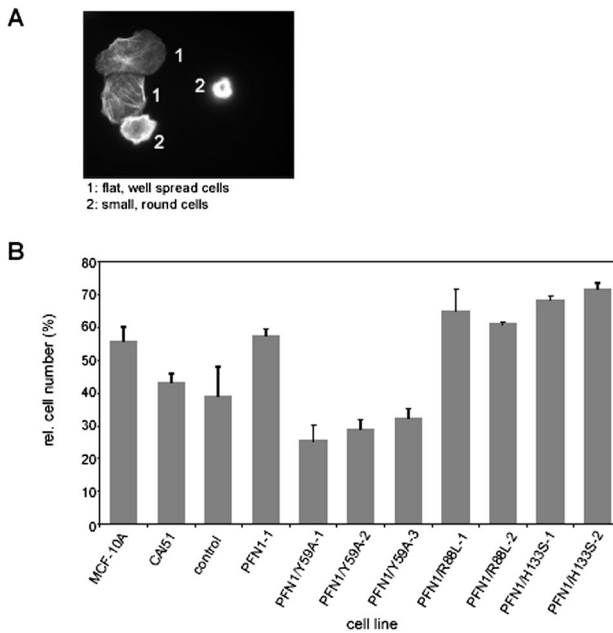 A
1
1
2
2
1: flat, well spread cells
2: small, round cells
B
rel. cell number (%)
80
70
60
50
40
30
20
10
0
MCF-10A
CAl51
control
PFN1-1
PFN1/Y59A-1
PFN1/Y59A-2
PFN1/Y59A-3
PFN1/R88L-1
PFN1/R88L-2
PFN1/H133S-1
PFN1/H133S-2
cell line